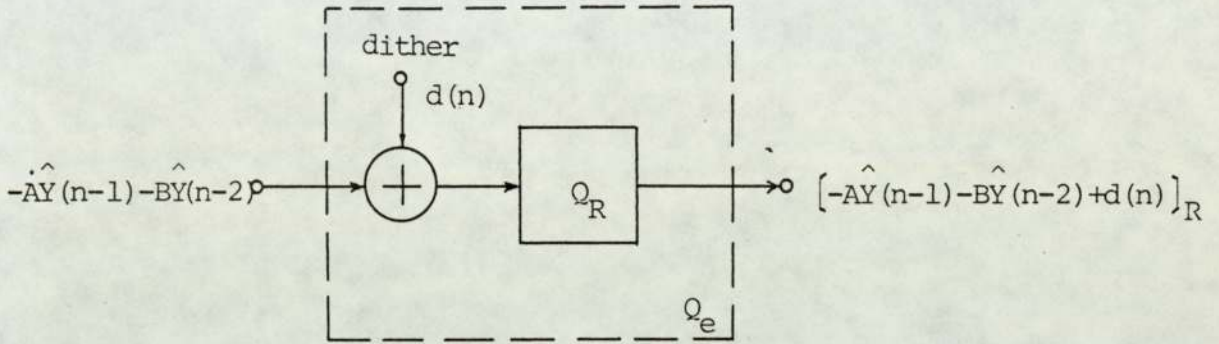 dither
d(n)
-AŶ(n-1)-BŶ(n-2)
+
Q_R
[-AŶ(n-1)-BŶ(n-2)+d(n)]_R
Q_e